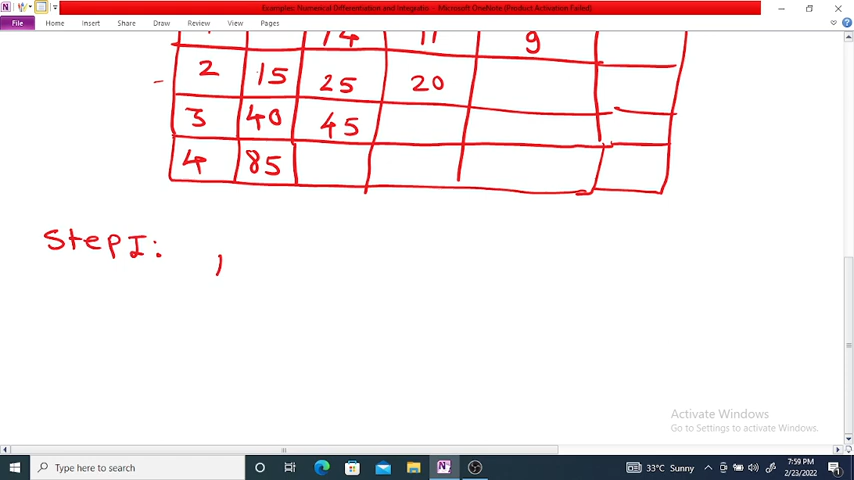 Examples: Numerical Differentiation and Integratio - Microsoft OneNote (Product Activation Failed)
File Home Insert Share Draw Review View Pages
14 11 9
2 15 25 20
3 40 45
4 85
Step I:
Activate Windows
Go to Settings to activate Windows.
Type here to search
33°C Sunny
7:59 PM
2/23/2022